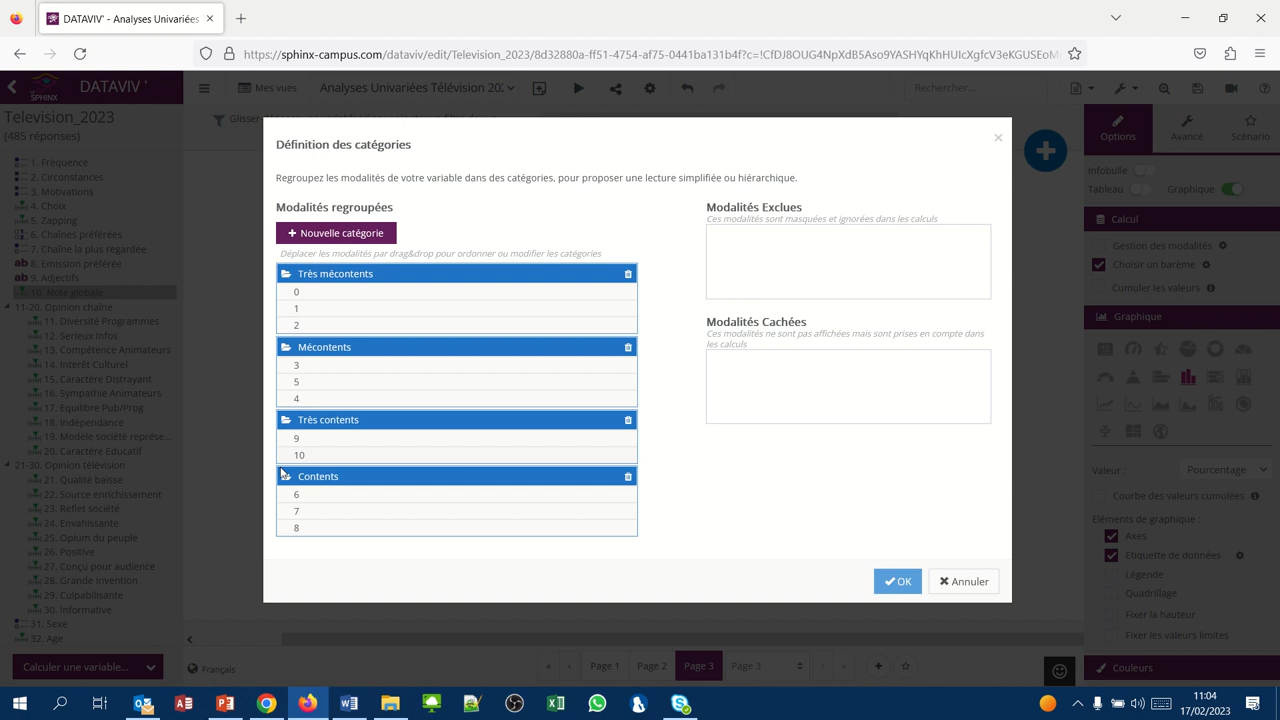 DATAVIV' - Analyses Univariées
https://sphinx-campus.com/dataviv/edit/Television_2023/8d32880a-ff51-4754-af75-0441ba131b4f?c=!CfDJ8OUG4NpXdB5Aso9YASHYqKhHUIcXgfcV3eKGUSEoM
LE SPHINX
DATAVIV '
Mes vues
Analyses Univariées Télévision 202
Rechercher...
Television_2023
(485 réponses)
1. Fréquence
2. Circonstances
3. Motivations
4. Choix
5. Zapping
6. Chaînes préférées
7. Chaîne la plus regardée
8. Emission préférée
9. Adjectifs
10. Note globale
11-20. Opinion chaîne
11. Diversité Programmes
12. Serieux Infos
13. Compétence Animateurs
14. Interêt Culturel
15. Caractère Distrayant
16. Sympathie Animateurs
17. Equilibre Pub/Prog
18. Indépendance
19. Modèle société représe...
20. Caractere Educatif
21-30. Opinion télévision
21. Qualité baisse
22. Source enrichissement
23. Reflet société
24. Envahissante
25. Opium du peuple
26. Positive
27. Conçu pour audience
28. Grande Invention
29. Culpabilisante
30. Informative
31. Sexe
32. Age
Calculer une variable...
Définition des catégories
Regroupez les modalités de votre variable dans des catégories, pour proposer une lecture simplifiée ou hiérarchique.
Modalités regroupées
Nouvelle catégorie
Déplacer les modalités par drag&drop pour ordonner ou modifier les catégories
Très mécontents
0
1
2
Mécontents
3
5
4
Très contents
9
10
Contents
6
7
8
Modalités Exclues
Ces modalités sont masquées et ignorées dans les calculs
Modalités Cachées
Ces modalités ne sont pas affichées mais sont prises en compte dans
les calculs
OK
Annuler
Options
Avancé
Scénario
Infobulle
Tableau
Graphique
Calcul
Gestion des modalités
Choisir un barème
Cumuler les valeurs
Graphique
Valeur :
Pourcentage
Courbe des valeurs cumulées
Eléments de graphique :
Axes
Etiquette de données
Légende
Quadrillage
Fixer la hauteur
Fixer les valeurs limites
Couleurs
Français
Page 1
Page 2
Page 3
Page 3
11:04
17/02/2023